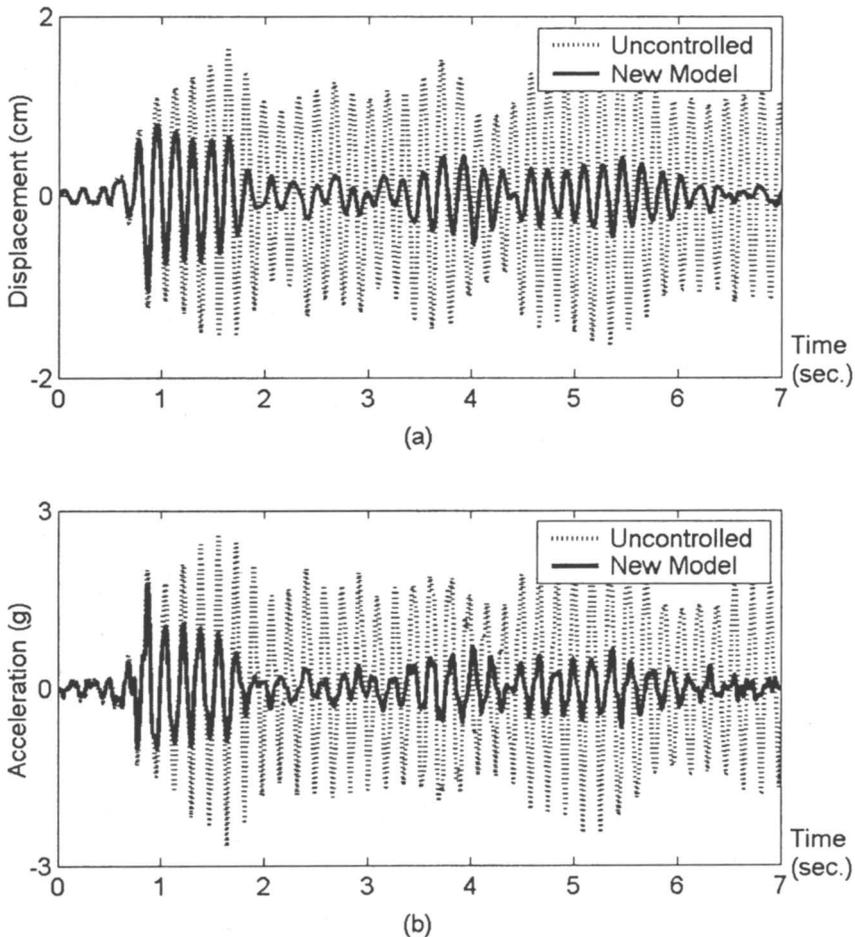 2
Uncontrolled
New Model
Displacement (cm)
0
-2
0 1 2 3 4 5 6 7
Time
(sec.)
(a)
3
Uncontrolled
New Model
Acceleration (g)
0
-3
0 1 2 3 4 5 6 7
Time
(sec.)
(b)